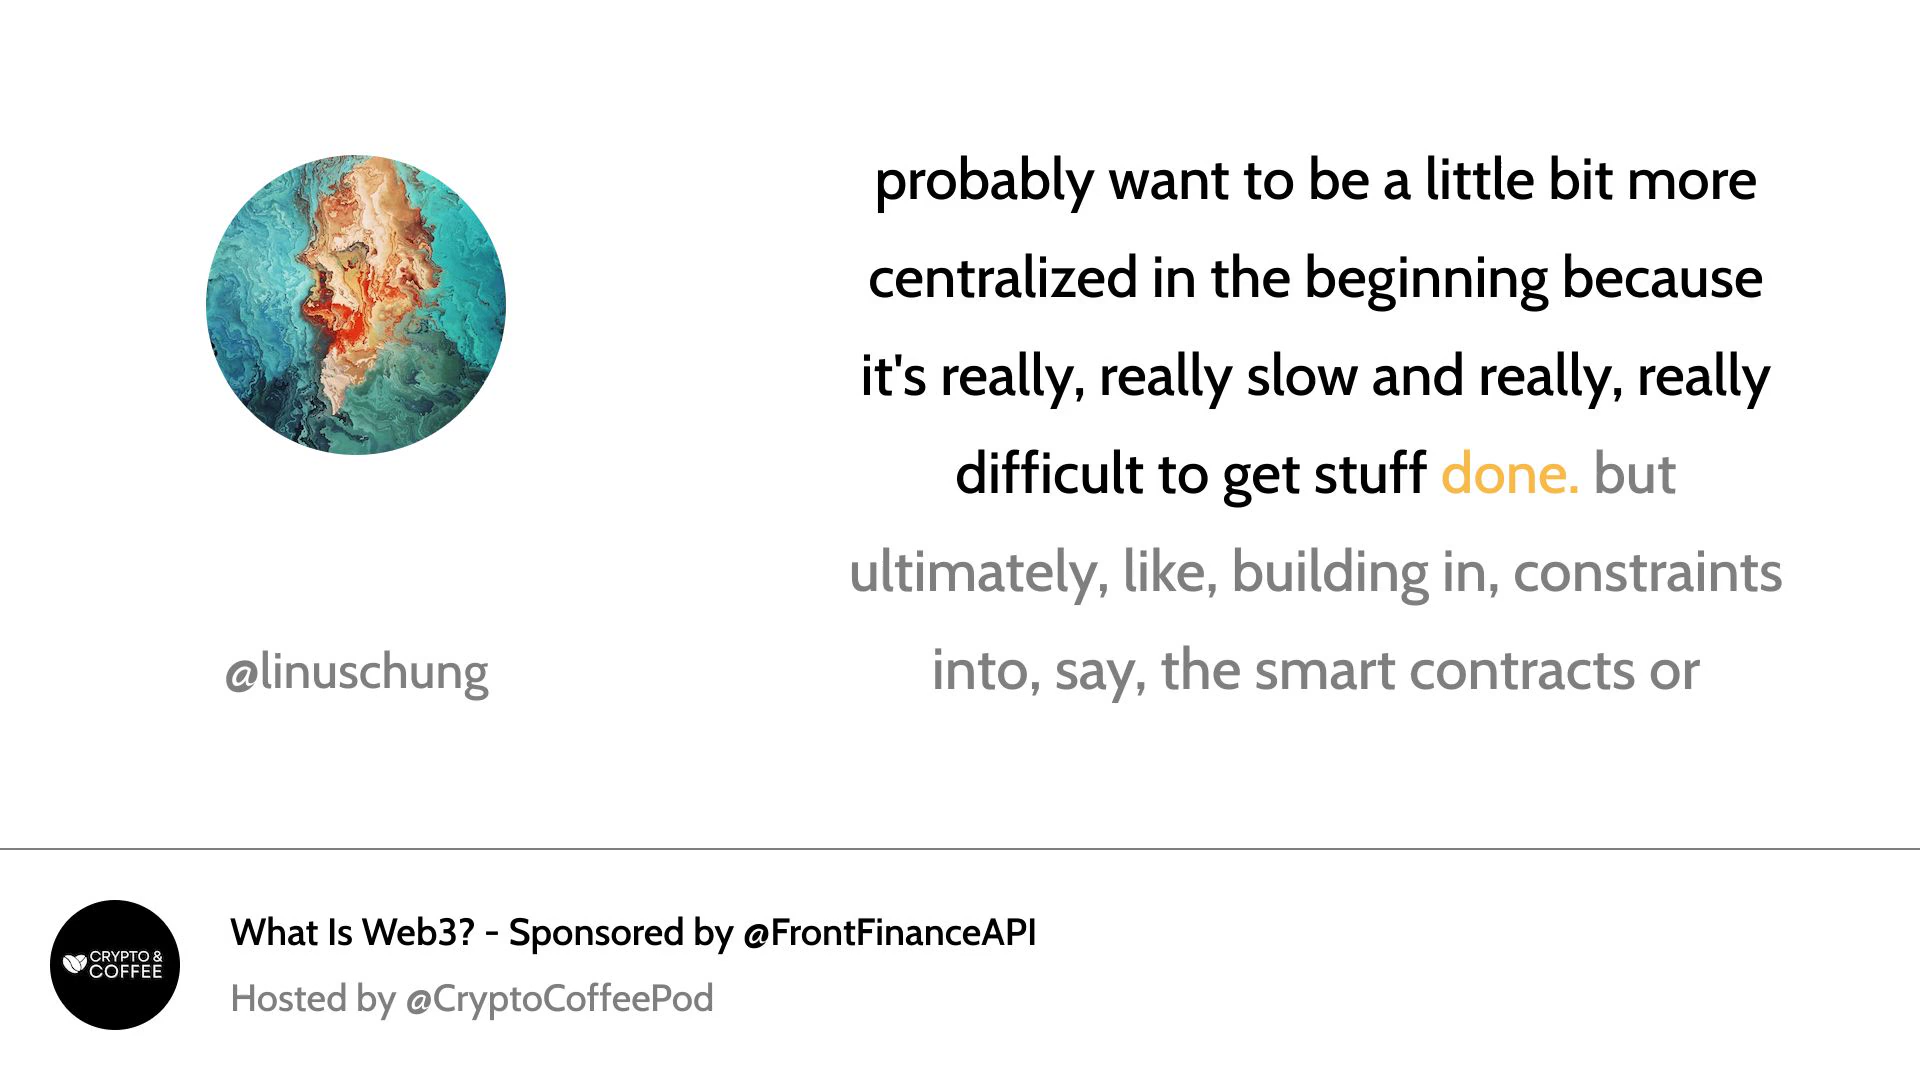 probably want to be a little bit more
centralized in the beginning because
it's really, really slow and really, really
difficult to get stuff done. but
ultimately, like, building in, constraints
into, say, the smart contracts or
@linuschung
CRYPTO &
COFFEE
What Is Web3? - Sponsored by @FrontFinanceAPI
Hosted by @CryptoCoffeePod